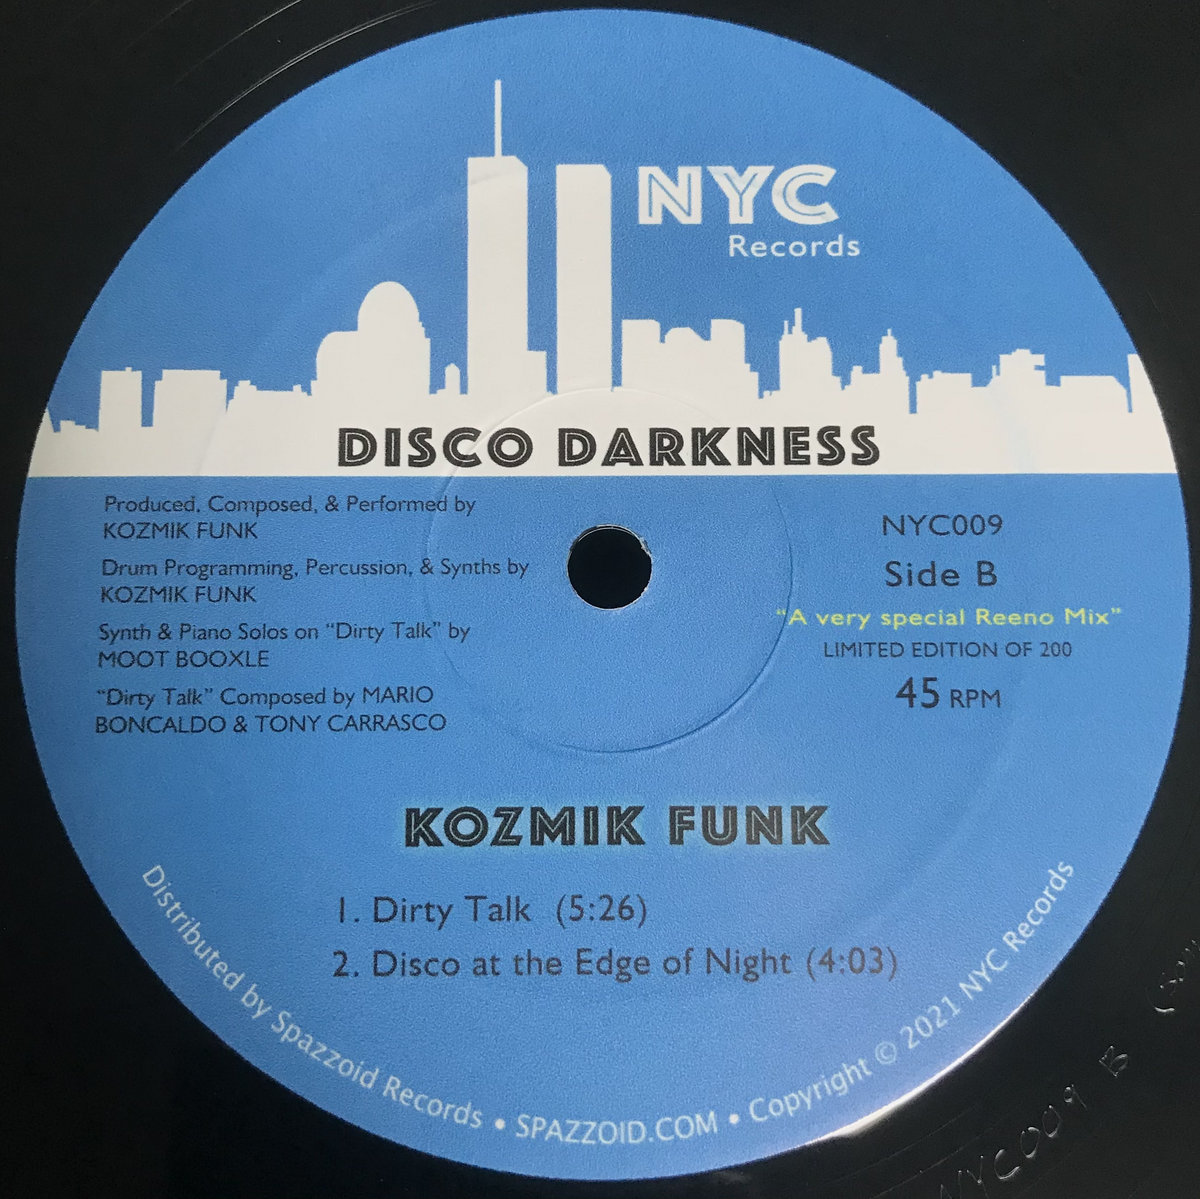 NYC
Records
DISCO DARKNESS
Produced, Composed, & Performed by
KOZMIK FUNK
Drum Programming, Percussion, & Synths by
KOZMIK FUNK
Synth & Piano Solos on “Dirty Talk” by
MOOT BOOXLE
“Dirty Talk” Composed by MARIO
BONCALDO & TONY CARRASCO
NYC009
Side B
“A very special Reeno Mix”
LIMITED EDITION OF 200
45 RPM
KOZMIK FUNK
1. Dirty Talk (5:26)
2. Disco at the Edge of Night (4:03)
Distributed by Spazzoid Records • SPAZZOID.COM • Copyright © 2021 NYC Records
NYC009 B